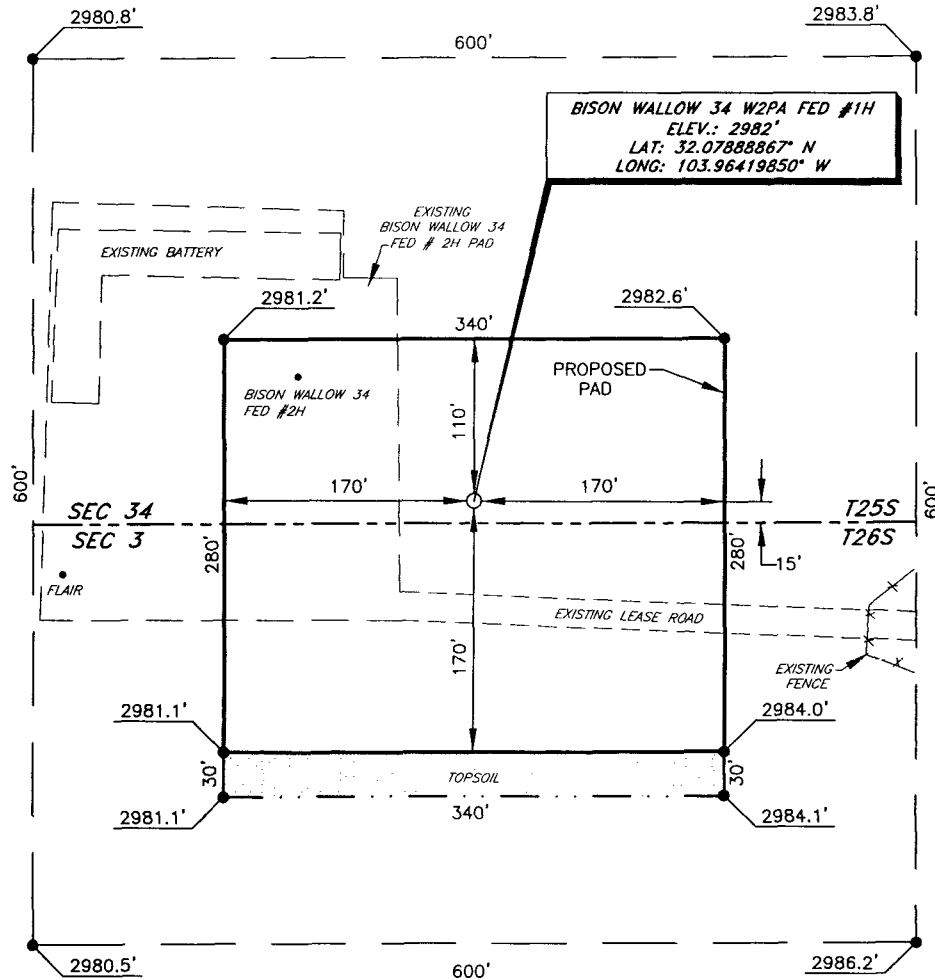 2980.8'
2983.8'
600'
BISON WALLOW 34 W2PA FED #1H
ELEV.: 2982'
LAT: 32.07888867° N
LONG: 103.96419850° W
EXISTING
BISON WALLOW 34
FED # 2H PAD
EXISTING BATTERY
2981.2'
2982.6'
340'
PROPOSED
PAD
BISON WALLOW 34
FED #2H
110'
600'
170'
170'
600'
SEC 34
T25S
SEC 3
T26S
280'
280'
15'
FLAIR
EXISTING LEASE ROAD
170'
EXISTING
FENCE
2981.1'
2984.0'
30'
TOPSOIL
30'
2981.1'
340'
2984.1'
2980.5'
600'
2986.2'